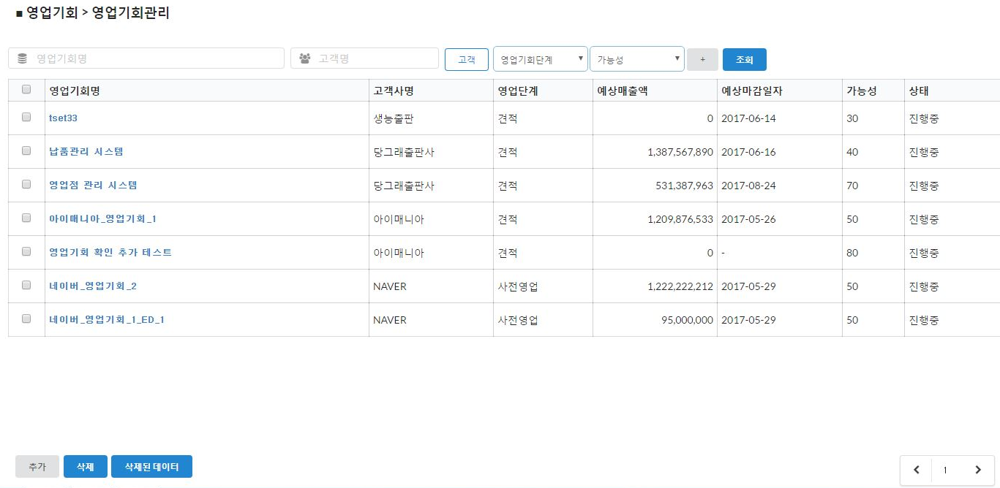 ■ 영업기회 > 영업기회관리
영업기회명 고객명 고객 영업기회단계 ▼ 가능성 ▼ + 조회
영업기회명 고객사명 영업단계 예상매출액 예상마감일자 가능성 상태
tset33 생능출판 견적 0 2017-06-14 30 진행중
납품관리 시스템 당그래출판사 견적 1,387,567,890 2017-06-16 40 진행중
영업점 관리 시스템 당그래출판사 견적 531,387,963 2017-08-24 70 진행중
아이매니아_영업기회_1 아이매니아 견적 1,209,876,533 2017-05-26 50 진행중
영업기회 확인 추가 테스트 아이매니아 견적 0 - 80 진행중
네이버_영업기회_2 NAVER 사전영업 1,222,222,212 2017-05-29 50 진행중
네이버_영업기회_1_ED_1 NAVER 사전영업 95,000,000 2017-05-29 50 진행중
추가 삭제 삭제된 데이터 1